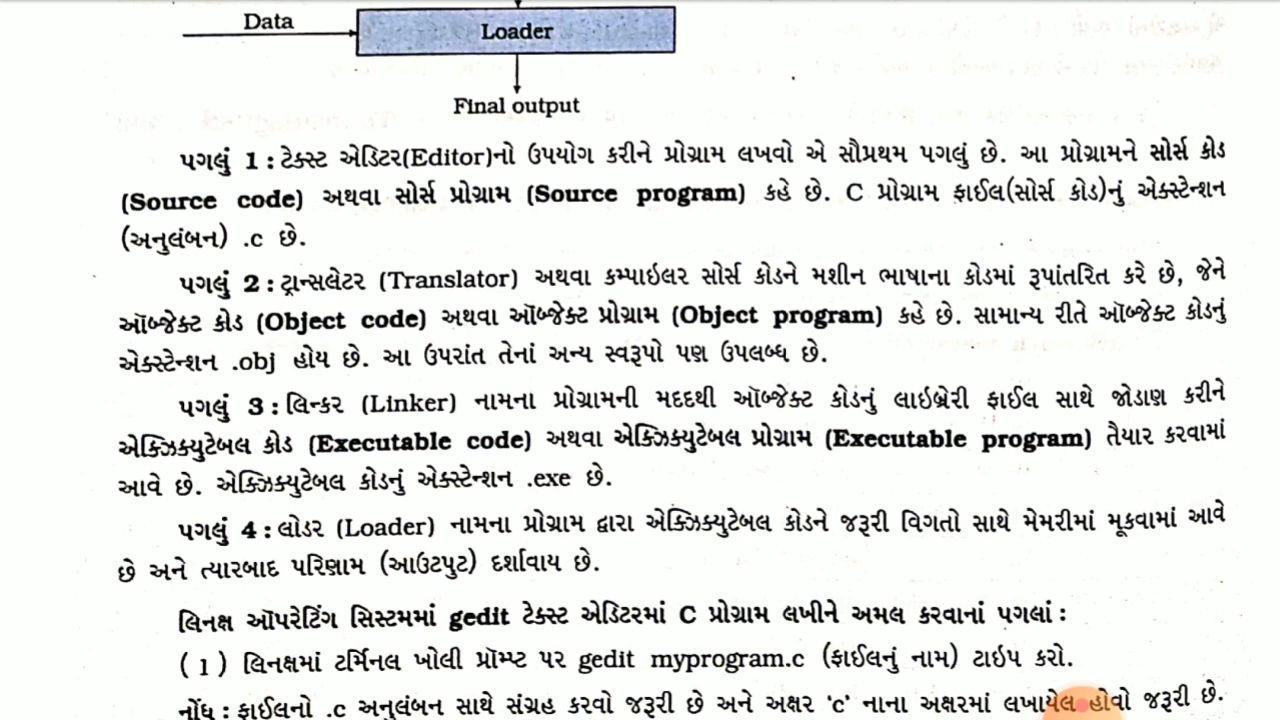 Data
Loader
Final output
પગલું 1 : ટેક્સ્ટ એડિટર(Editor)નો ઉપયોગ કરીને પ્રોગ્રામ લખવો એ સૌપ્રથમ પગલું છે. આ પ્રોગ્રામને સોર્સ કોડ
(Source code) અથવા સોર્સ પ્રોગ્રામ (Source program) કહે છે. C પ્રોગ્રામ ફાઈલ(સોર્સ કોડ)નું એક્સ્ટેન્શન
(અનુલંબન) .c છે.
પગલું 2 : ટ્રાન્સલેટર (Translator) અથવા કમ્પાઇલર સોર્સ કોડને મશીન ભાષાના કોડમાં રૂપાંતરિત કરે છે, જેને
ઑબ્જેક્ટ કોડ (Object code) અથવા ઑબ્જેક્ટ પ્રોગ્રામ (Object program) કહે છે. સામાન્ય રીતે ઑબ્જેક્ટ કોડનું
એક્સ્ટેન્શન .obj હોય છે. આ ઉપરાંત તેનાં અન્ય સ્વરૂપો પણ ઉપલબ્ધ છે.
પગલું 3 : લિન્કર (Linker) નામના પ્રોગ્રામની મદદથી ઑબ્જેક્ટ કોડનું લાઇબ્રેરી ફાઈલ સાથે જોડાણ કરીને
એક્ઝિક્યુટેબલ કોડ (Executable code) અથવા એક્ઝિક્યુટેબલ પ્રોગ્રામ (Executable program) તૈયાર કરવામાં
આવે છે. એક્ઝિક્યુટેબલ કોડનું એક્સ્ટેન્શન .exe છે.
પગલું 4 : લોડર (Loader) નામના પ્રોગ્રામ દ્વારા એક્ઝિક્યુટેબલ કોડને જરૂરી વિગતો સાથે મેમરીમાં મૂકવામાં આવે
છે અને ત્યારબાદ પરિણામ (આઉટપુટ) દર્શાવાય છે.
લિનક્ષ ઑપરેટિંગ સિસ્ટમમાં gedit ટેક્સ્ટ એડિટરમાં C પ્રોગ્રામ લખીને અમલ કરવાનાં પગલાં :
( 1 ) લિનક્ષમાં ટર્મિનલ ખોલી પ્રૉમ્પ્ટ પર gedit myprogram.c (ફાઈલનું નામ) ટાઇપ કરો.
નોંધ : ફાઈલનો .c અનુલંબન સાથે સંગ્રહ કરવો જરૂરી છે અને અક્ષર ‘c’ નાના અક્ષરમાં લખાયેલ હોવો જરૂરી છે.